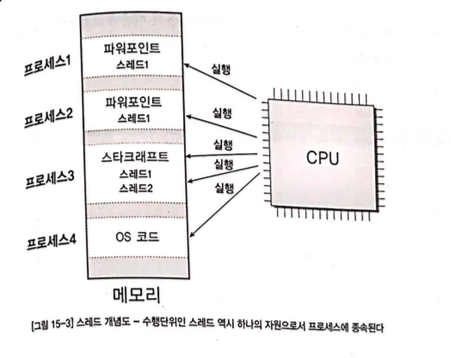 프로세스1
파워포인트
스레드1
실행
프로세스2
파워포인트
스레드1
실행
실행
프로세스3
스타크래프트
스레드1
스레드2
실행
실행
CPU
프로세스4
OS 코드
메모리
[그림 15-3] 스레드 개념도 – 수행단위인 스레드 역시 하나의 자원으로서 프로세스에 종속된다